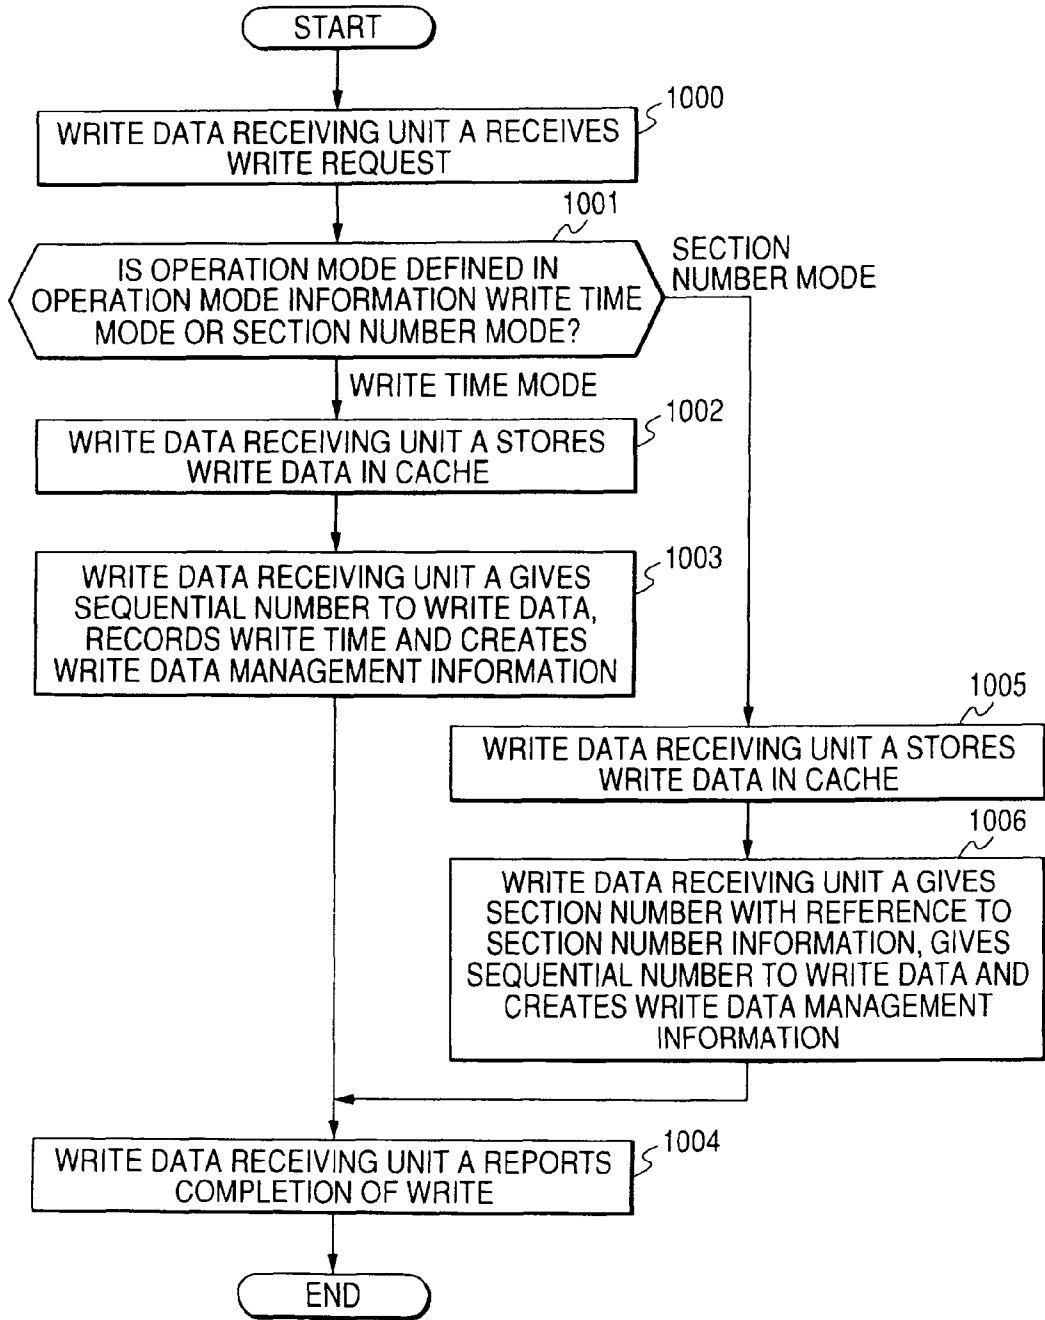 START
1000
WRITE DATA RECEIVING UNIT A RECEIVES
WRITE REQUEST
1001
IS OPERATION MODE DEFINED IN
OPERATION MODE INFORMATION WRITE TIME
MODE OR SECTION NUMBER MODE?
SECTION
NUMBER MODE
WRITE TIME MODE
1002
WRITE DATA RECEIVING UNIT A STORES
WRITE DATA IN CACHE
1003
WRITE DATA RECEIVING UNIT A GIVES
SEQUENTIAL NUMBER TO WRITE DATA,
RECORDS WRITE TIME AND CREATES
WRITE DATA MANAGEMENT INFORMATION
1005
WRITE DATA RECEIVING UNIT A STORES
WRITE DATA IN CACHE
1006
WRITE DATA RECEIVING UNIT A GIVES
SECTION NUMBER WITH REFERENCE TO
SECTION NUMBER INFORMATION, GIVES
SEQUENTIAL NUMBER TO WRITE DATA AND
CREATES WRITE DATA MANAGEMENT
INFORMATION
1004
WRITE DATA RECEIVING UNIT A REPORTS
COMPLETION OF WRITE
END